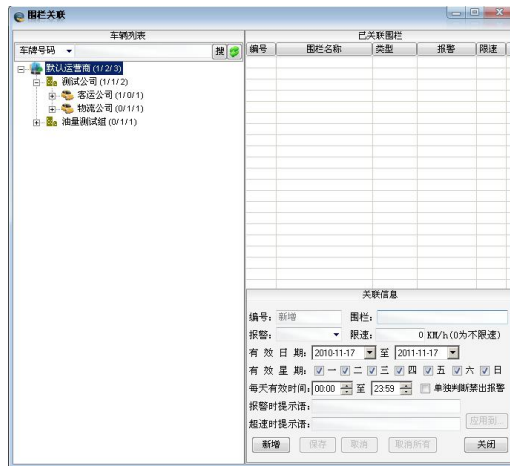 围栏关联
车辆列表
车牌号码 搜
默认运营商 (1/2/3)
测试公司 (1/1/2)
客运公司 (1/0/1)
物流公司 (0/1/1)
油量测试组 (0/1/1)
已关联围栏
编号 围栏名称 类型 报警 限速
关联信息
编号: 新增 围栏:
报警: 限速: 0 KM/h(0为不限速)
有 效 日 期: 2010-11-17 至 2011-11-17
有 效 星 期: 一 二 三 四 五 六 日
每天有效时间: 00:00 至 23:59 单独判断禁出报警
报警时提示语:
超速时提示语: 应用到...
新增 保存 取消 取消所有 关闭